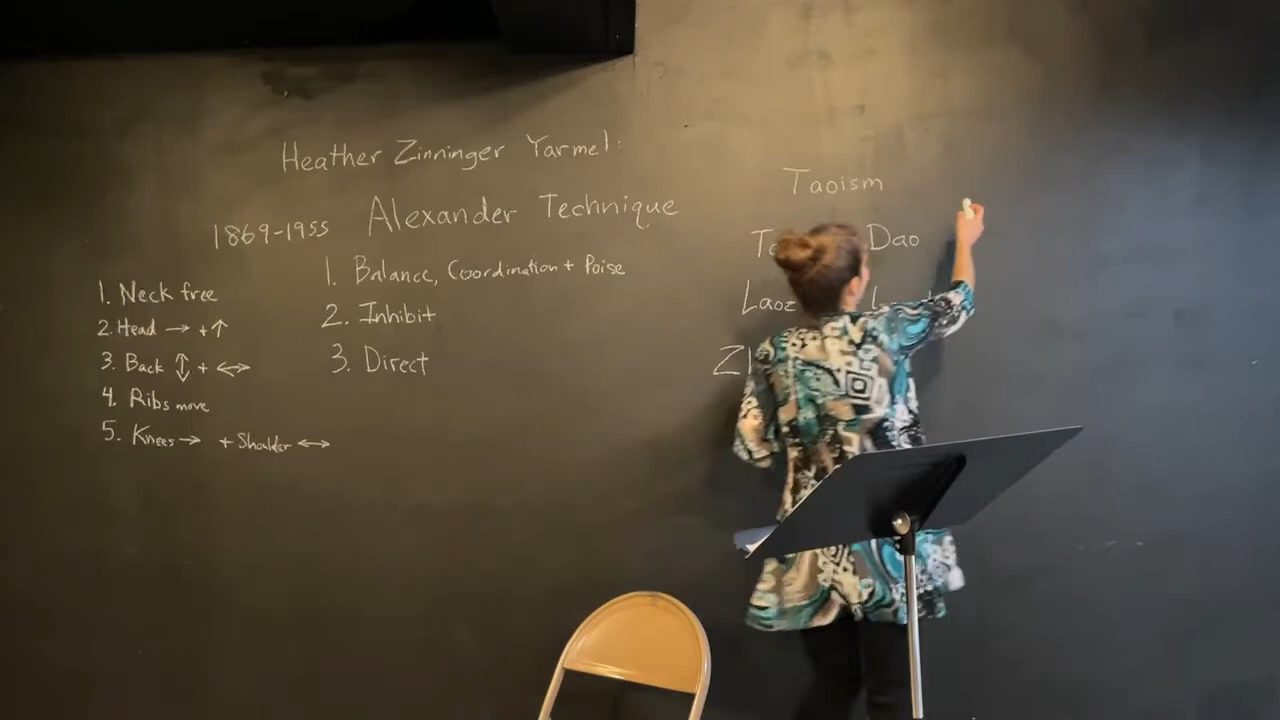 Heather Zinninger Yarmel:
1869-1955 Alexander Technique
1. Balance, Coordination + Poise
2. Inhibit
3. Direct
1. Neck free
2. Head → + ↑
3. Back ↕ + ↔
4. Ribs move
5. Knees → + Shoulder ↔
Taoism
Dao